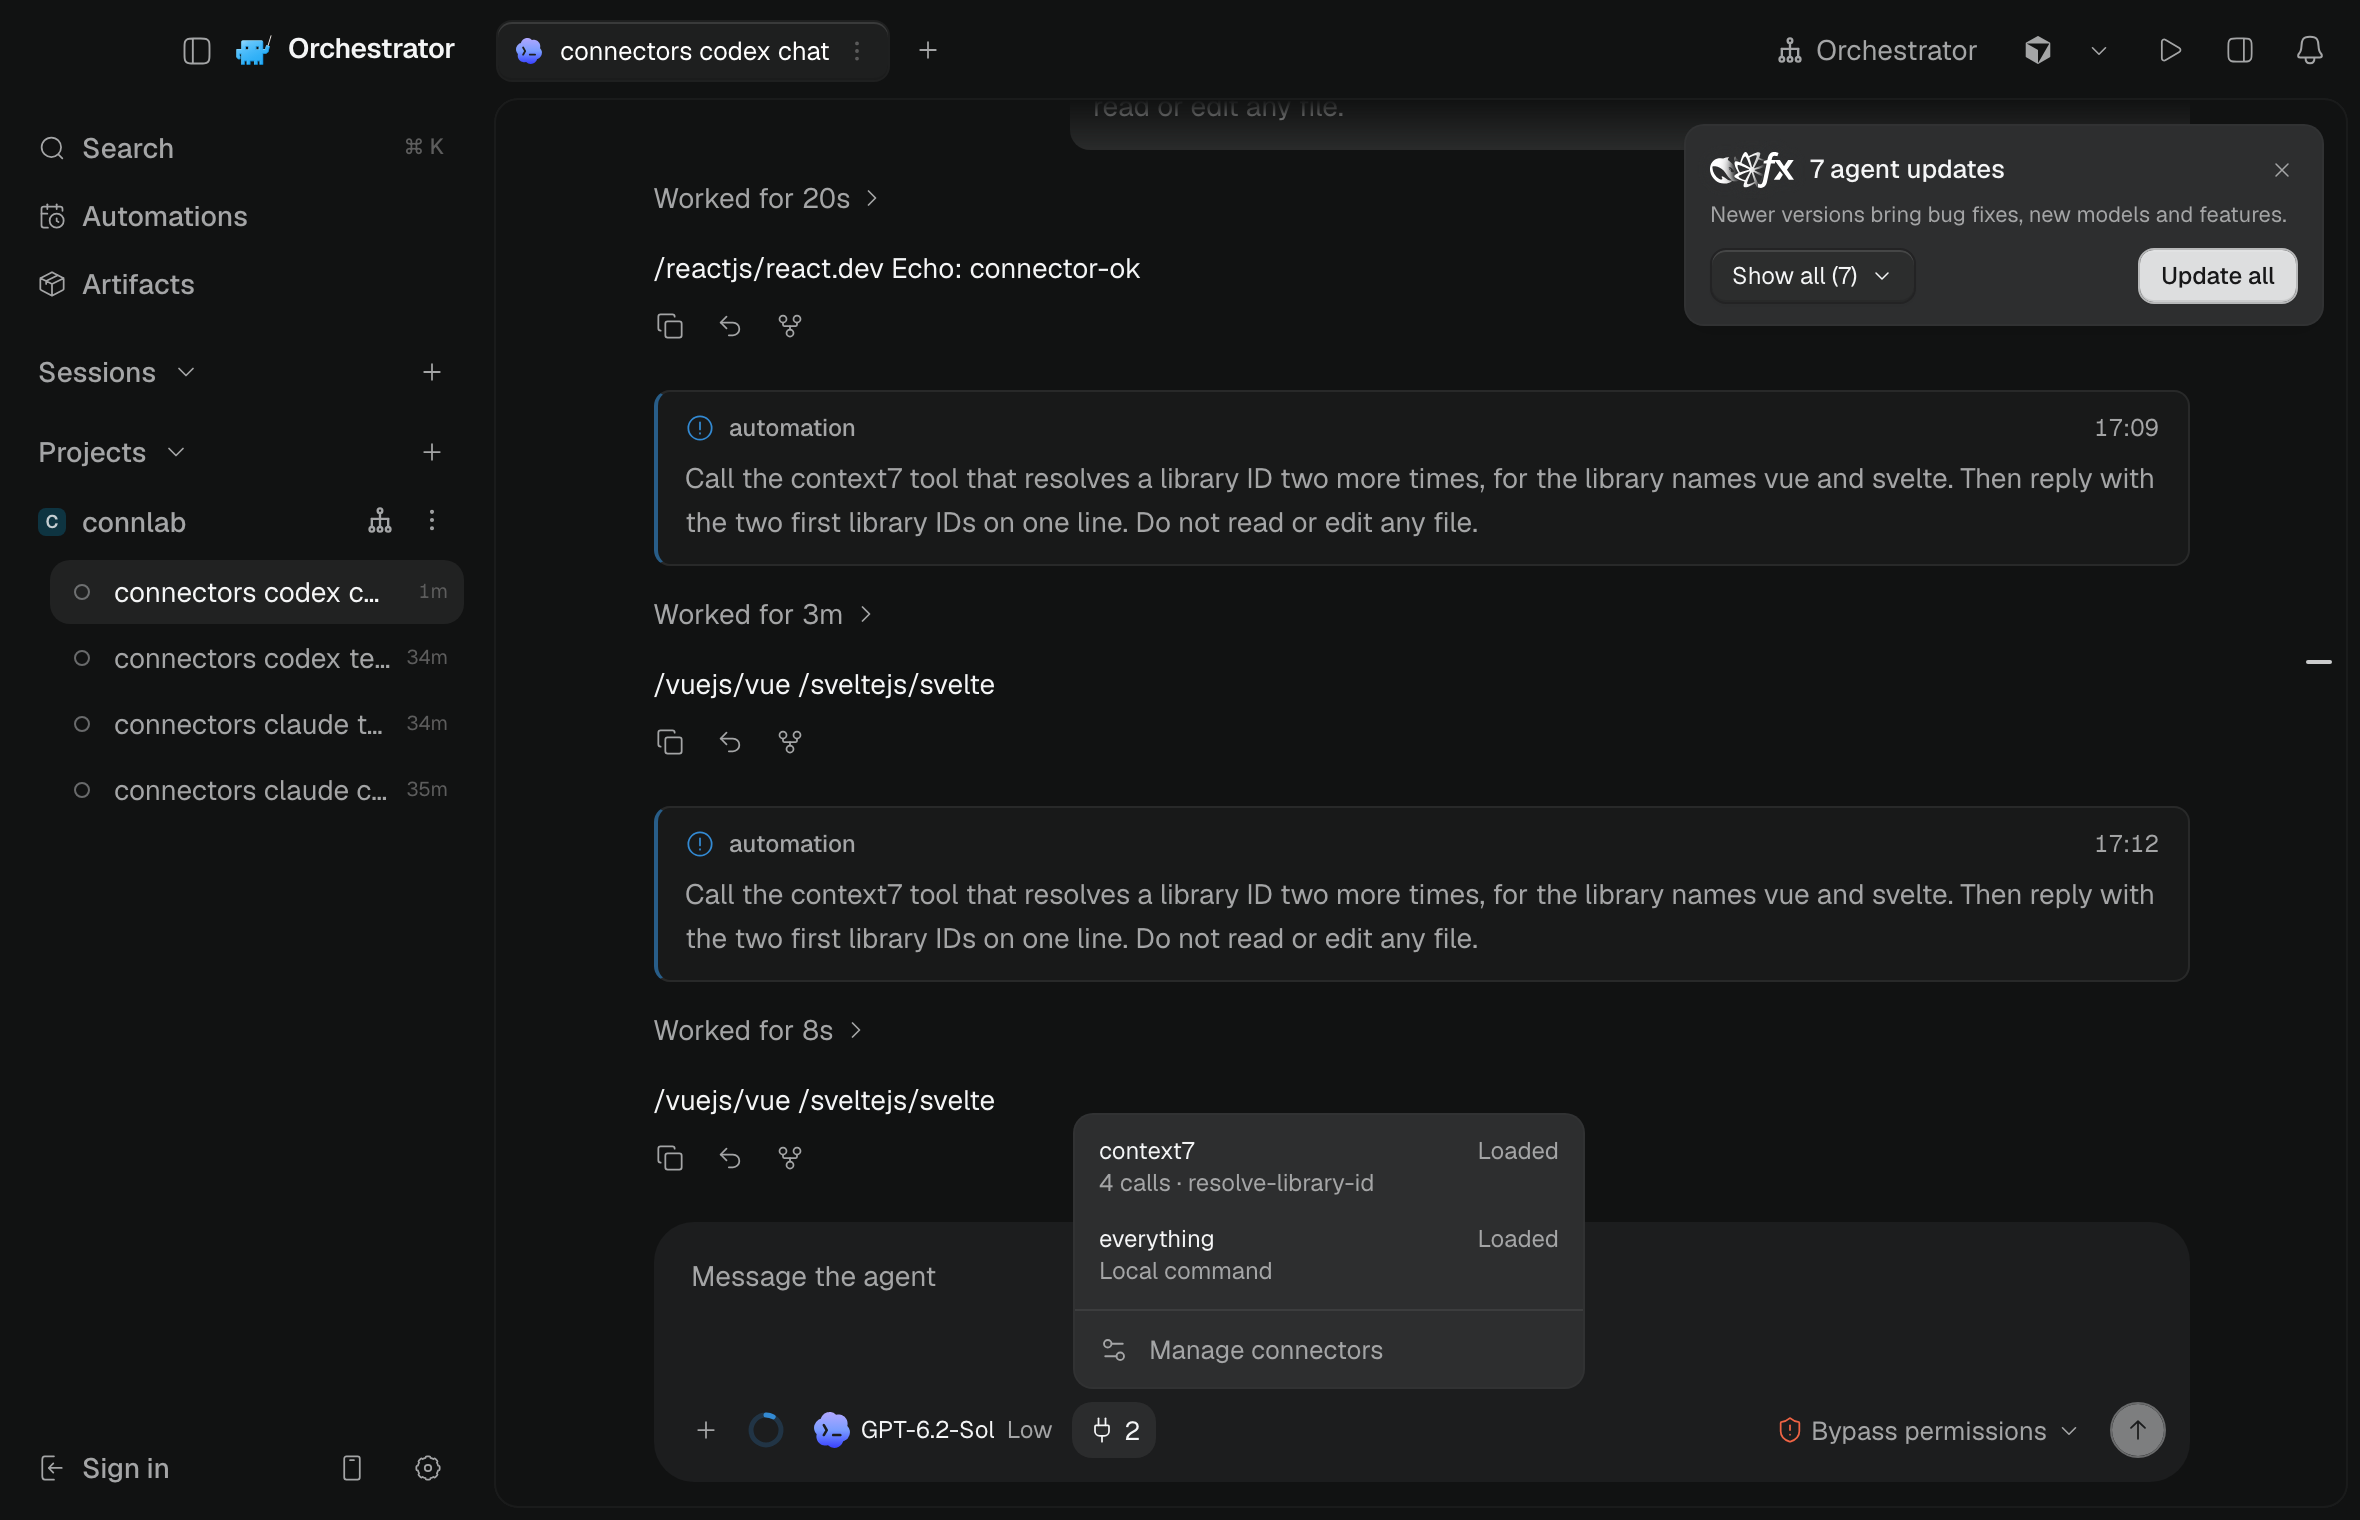 Orchestrator
connectors codex chat
Orchestrator
Search
⌘ K
Automations
Artifacts
Sessions
Projects
C connlab
connectors codex c... 1m
connectors codex te... 34m
connectors claude t... 34m
connectors claude c... 35m
Sign in
read or edit any file.
7 agent updates
Newer versions bring bug fixes, new models and features.
Show all (7)
Update all
Worked for 20s
/reactjs/react.dev Echo: connector-ok
automation 17:09
Call the context7 tool that resolves a library ID two more times, for the library names vue and svelte. Then reply with
the two first library IDs on one line. Do not read or edit any file.
Worked for 3m
/vuejs/vue /sveltejs/svelte
automation 17:12
Call the context7 tool that resolves a library ID two more times, for the library names vue and svelte. Then reply with
the two first library IDs on one line. Do not read or edit any file.
Worked for 8s
/vuejs/vue /sveltejs/svelte
context7 Loaded
4 calls · resolve-library-id
everything Loaded
Local command
Manage connectors
Message the agent
GPT-6.2-Sol Low
2
Bypass permissions